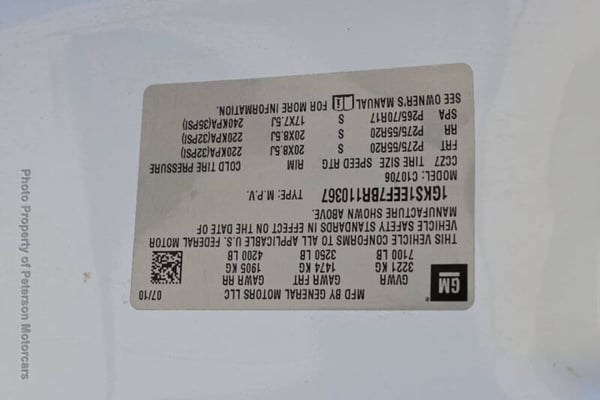 GM
MFD BY GENERAL MOTORS LLC
07/10
GVWR GAWR FRT GAWR RR
3221 KG 1474 KG 1905 KG
7100 LB 3250 LB 4200 LB
THIS VEHICLE CONFORMS TO ALL APPLICABLE U.S. FEDERAL MOTOR
VEHICLE SAFETY STANDARDS IN EFFECT ON THE DATE OF
MANUFACTURE SHOWN ABOVE.
1GKS1EEF7BR110367 TYPE: M.P.V.
MODEL: C10706
CC27 TIRE SIZE SPEED RTG RIM COLD TIRE PRESSURE
FRT P275/55R20 S 20X8.5J 220KPA(32PSI)
RR P275/55R20 S 20X8.5J 220KPA(32PSI)
SPA P265/70R17 S 17X7.5J 240KPA(35PSI)
SEE OWNER'S MANUAL FOR MORE INFORMATION.
Photo Property of Peterson Motorcars